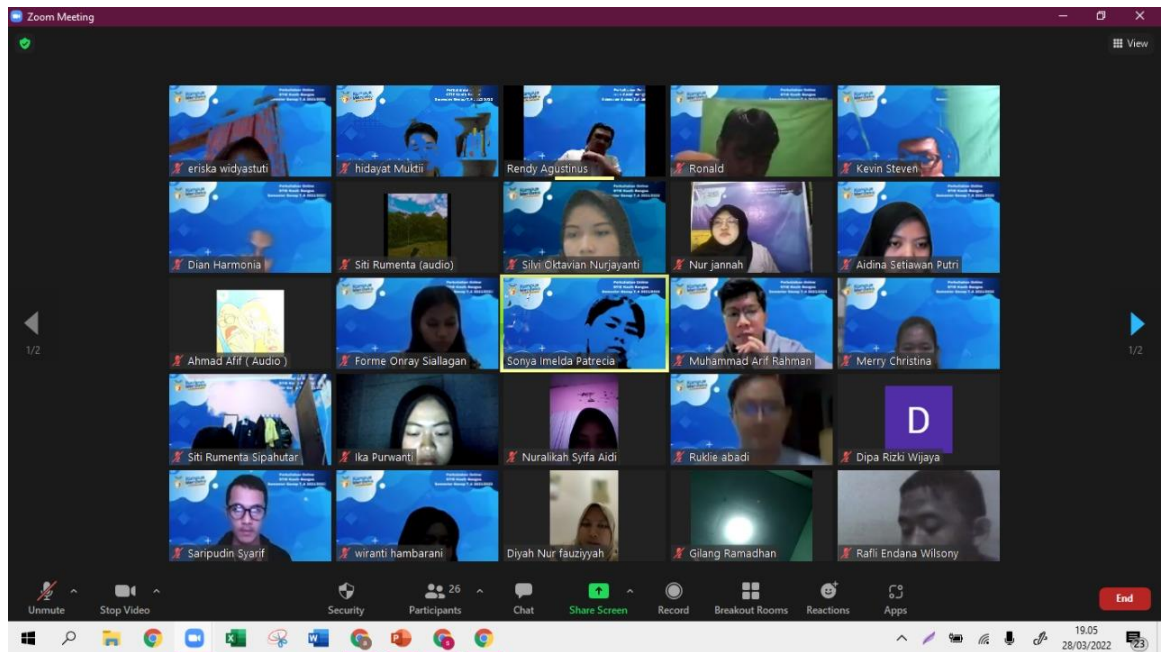 Zoom Meeting
View
eriska widyastuti
hidayat Muktii
Rendy Agustinus
Ronald
Kevin Steven
Dian Harmonia
Siti Rumenta (audio)
Silvi Oktavian Nurjayanti
Nur jannah
Aidina Setiawan Putri
Ahmad Afif ( Audio )
Forme Onray Siallagan
Sonya Imelda Patrecia
Muhammad Arif Rahman
Merry Christina
1/2
1/2
Siti Rumenta Sipahutar
Ika Purwanti
Nuralikah Syifa Aidi
Ruklie abadi
D
Dipa Rizki Wijaya
Saripudin Syarif
wiranti hambarani
Diyah Nur fauziyyah
Gilang Ramadhan
Rafli Endana Wilsony
Unmute
Stop Video
Security
26
Participants
Chat
Share Screen
Record
Breakout Rooms
Reactions
Apps
End
19.05
28/03/2022
23